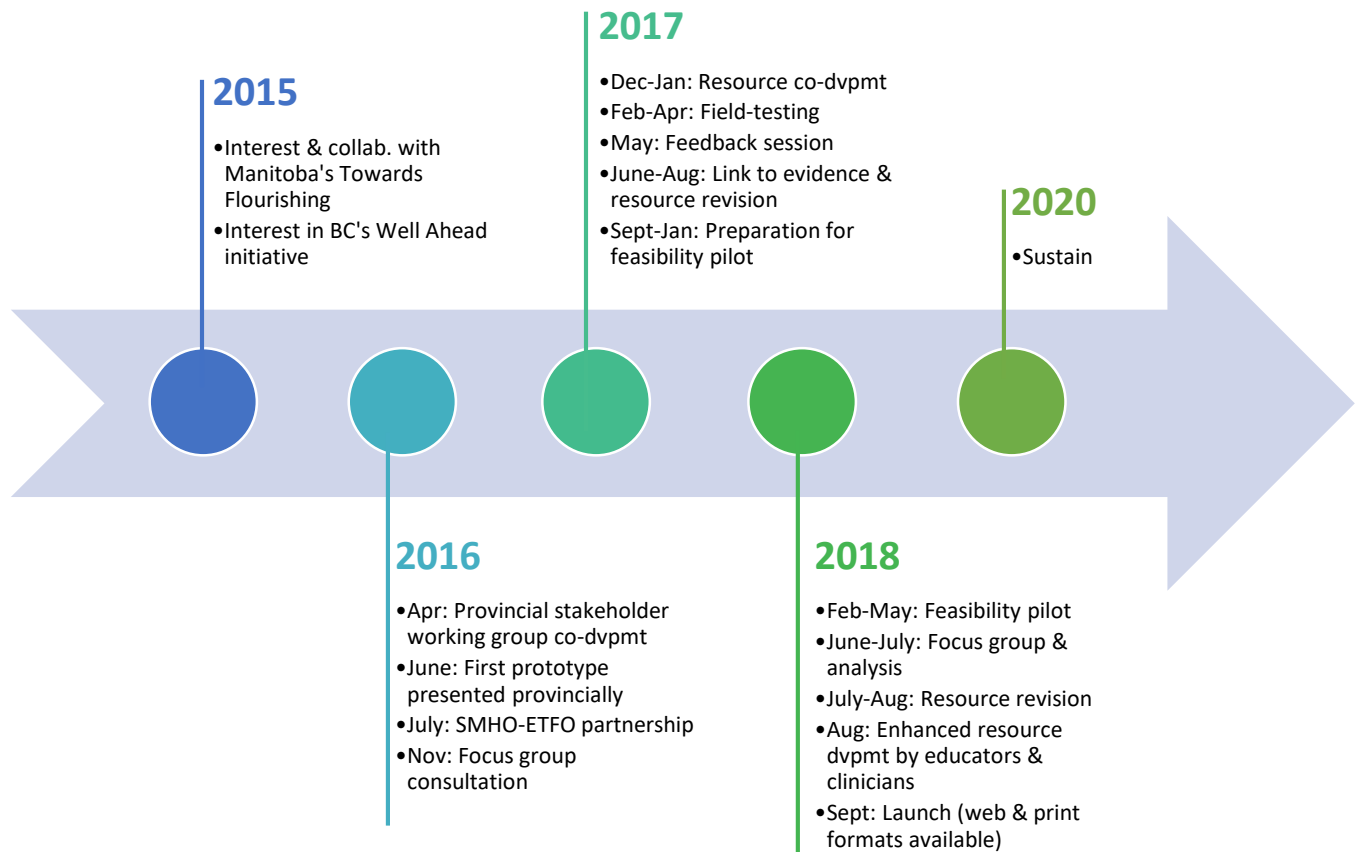 2015
•Interest & collab. with
Manitoba's Towards
Flourishing
•Interest in BC's Well Ahead
initiative
2016
•Apr: Provincial stakeholder
working group co-dvpmt
•June: First prototype
presented provincially
•July: SMHO-ETFO partnership
•Nov: Focus group
consultation
2017
•Dec-Jan: Resource co-dvpmt
•Feb-Apr: Field-testing
•May: Feedback session
•June-Aug: Link to evidence &
resource revision
•Sept-Jan: Preparation for
feasibility pilot
2018
•Feb-May: Feasibility pilot
•June-July: Focus group &
analysis
•July-Aug: Resource revision
•Aug: Enhanced resource
dvpmt by educators &
clinicians
•Sept: Launch (web & print
formats available)
2020
•Sustain